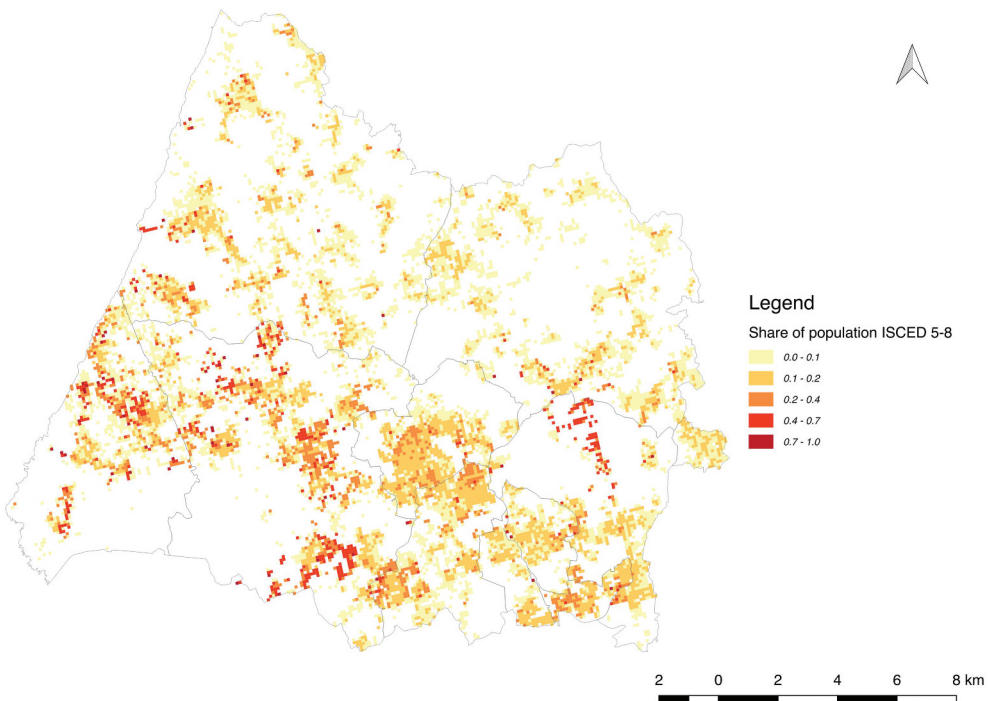 Legend
Share of population ISCED 5-8
0.0 - 0.1
0.1 - 0.2
0.2 - 0.4
0.4 - 0.7
0.7 - 1.0
2 0 2 4 6 8 km